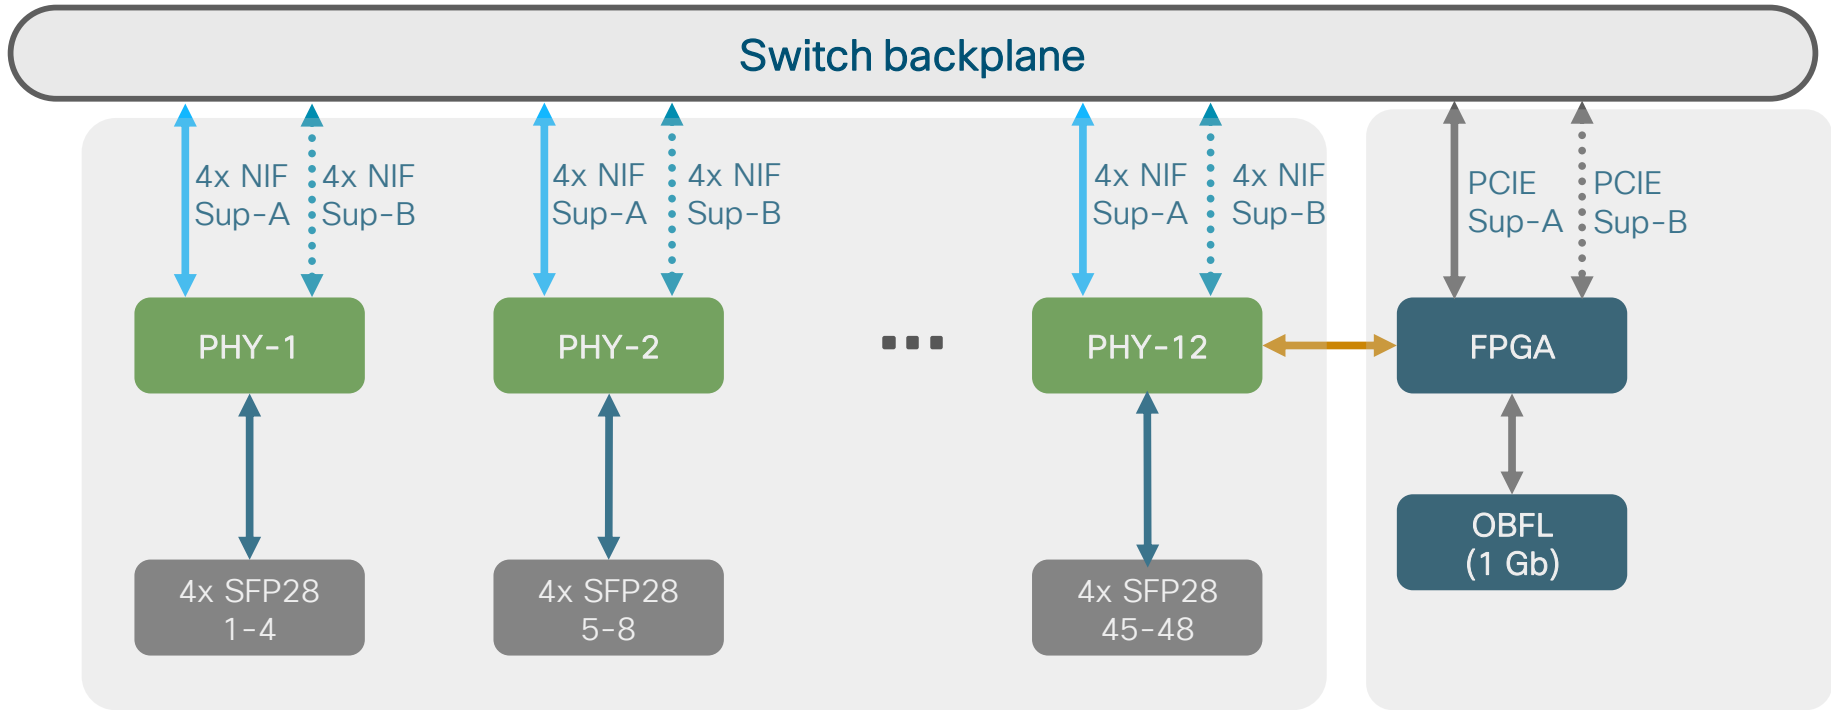 Switch backplane
4x NIF
Sup-A
4x NIF
Sup-B
4x NIF
Sup-A
4x NIF
Sup-B
4x NIF
Sup-A
4x NIF
Sup-B
PCIE
Sup-A
PCIE
Sup-B
PHY-1
PHY-2
PHY-12
FPGA
4x SFP28
1-4
4x SFP28
5-8
4x SFP28
45-48
OBFL
(1 Gb)